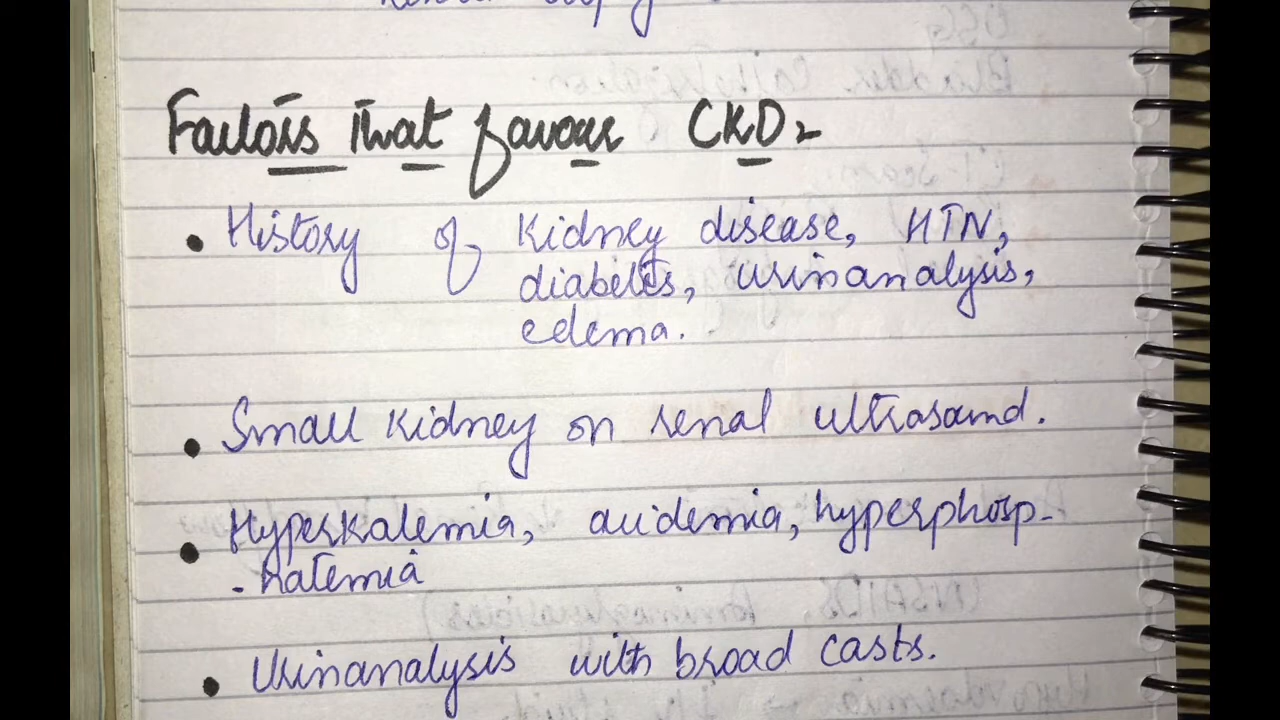 Factors that favour CKD -
• History of Kidney disease, HTN,
diabetes, urinanalysis,
edema.
• Small kidney on renal ultrasound.
• Hyperkalemia, acidemia, hyperphosp-
- hatemia
• Urinanalysis with broad casts.